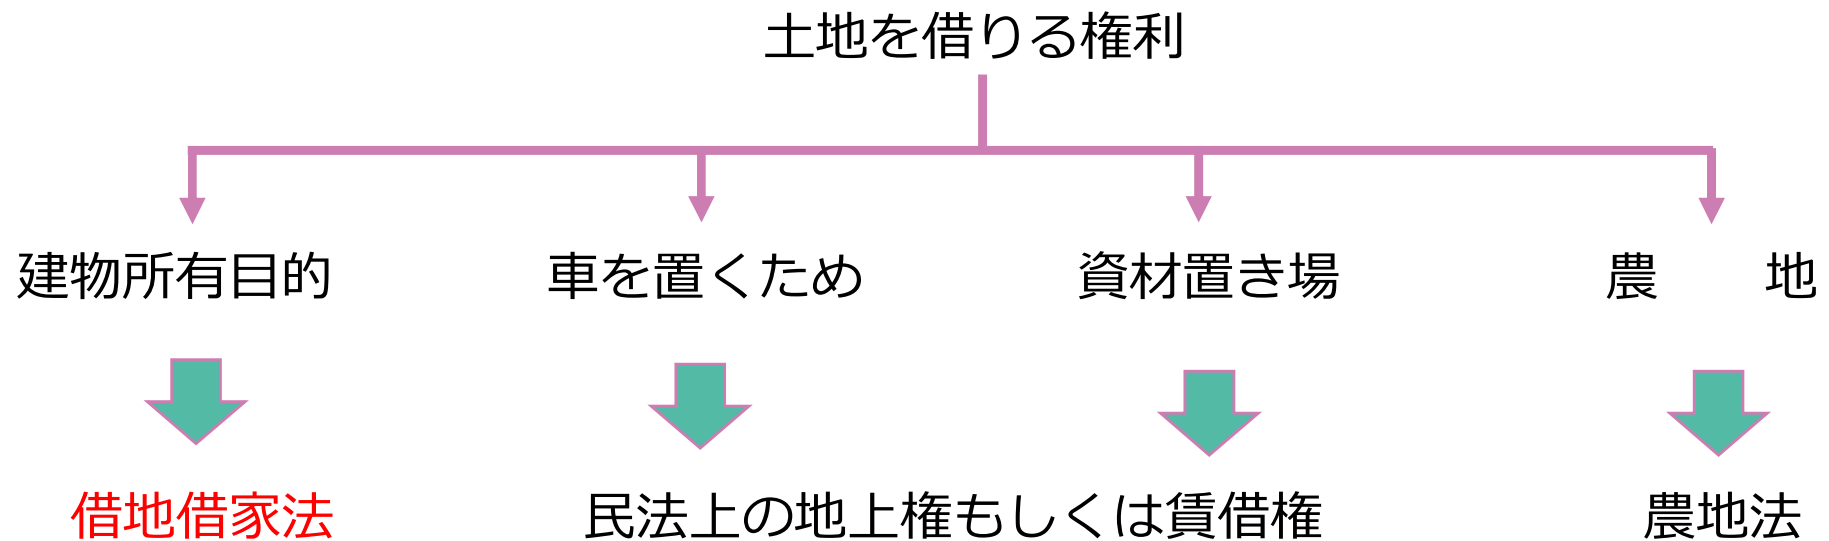 土地を借りる権利
建物所有目的
車を置くため
資材置き場
農　　地
借地借家法
民法上の地上権もしくは賃借権
農地法